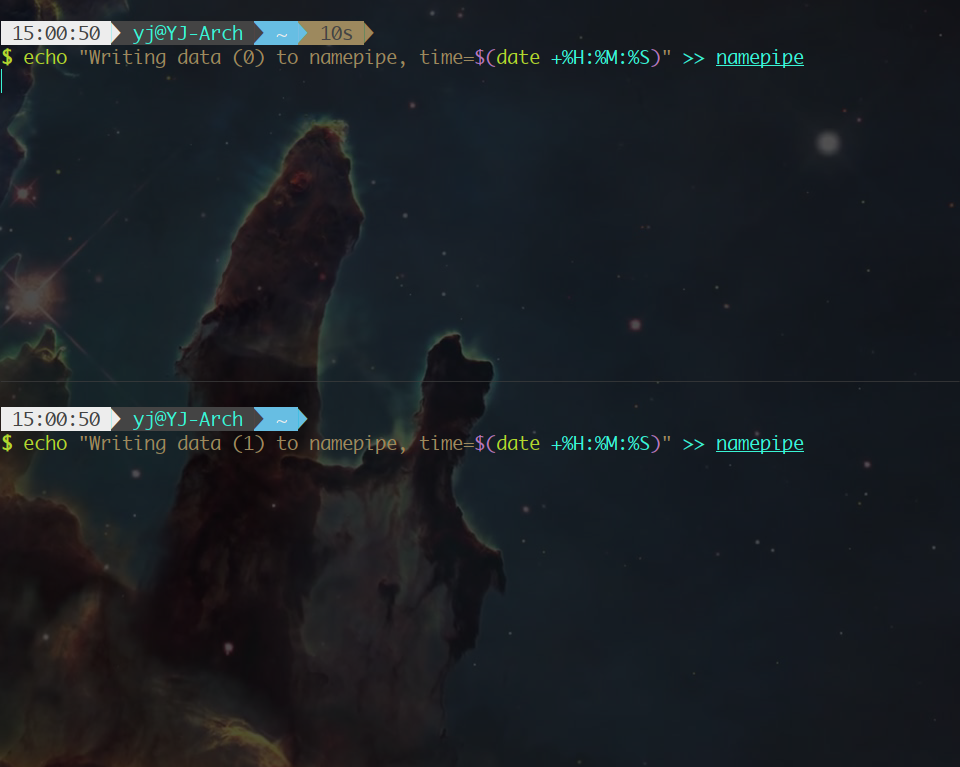 15:00:50 yj@YJ-Arch ~ 10s
$ echo "Writing data (0) to namepipe, time=$(date +%H:%M:%S)" >> namepipe
15:00:50 yj@YJ-Arch ~
$ echo "Writing data (1) to namepipe, time=$(date +%H:%M:%S)" >> namepipe